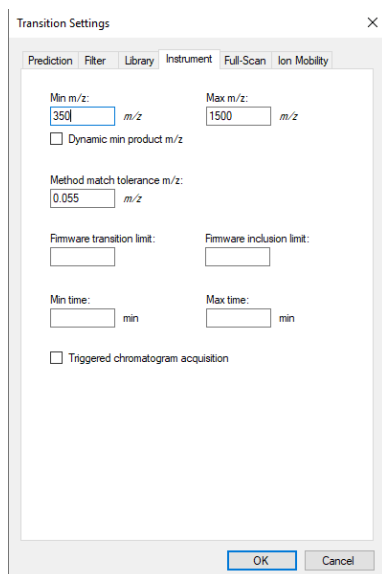 Transition Settings
Prediction Filter Library Instrument Full-Scan Ion Mobility
Min m/z: Max m/z:
350 m/z 1500 m/z
Dynamic min product m/z
Method match tolerance m/z:
0.055 m/z
Firmware transition limit: Firmware inclusion limit:
Min time: Max time:
min min
Triggered chromatogram acquisition
OK Cancel